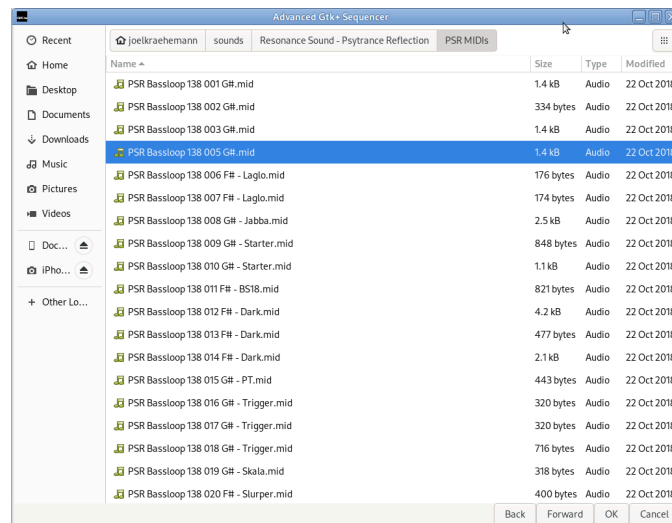 Advanced Gtk+ Sequencer
Recent
Home
Desktop
Documents
Downloads
Music
Pictures
Videos
Doc...
iPho...
+ Other Lo...
joelkraehemann sounds Resonance Sound - Psytrance Reflection PSR MIDIs
Name Size Type Modified
PSR Bassloop 138 001 G#.mid 1.4 kB Audio 22 Oct 2018
PSR Bassloop 138 002 G#.mid 334 bytes Audio 22 Oct 2018
PSR Bassloop 138 003 G#.mid 1.4 kB Audio 22 Oct 2018
PSR Bassloop 138 005 G#.mid 1.4 kB Audio 22 Oct 2018
PSR Bassloop 138 006 F# - Laglo.mid 176 bytes Audio 22 Oct 2018
PSR Bassloop 138 007 F# - Laglo.mid 174 bytes Audio 22 Oct 2018
PSR Bassloop 138 008 G# - Jabba.mid 2.5 kB Audio 22 Oct 2018
PSR Bassloop 138 009 G# - Starter.mid 848 bytes Audio 22 Oct 2018
PSR Bassloop 138 010 G# - Starter.mid 1.1 kB Audio 22 Oct 2018
PSR Bassloop 138 011 F# - BS18.mid 821 bytes Audio 22 Oct 2018
PSR Bassloop 138 012 F# - Dark.mid 4.2 kB Audio 22 Oct 2018
PSR Bassloop 138 013 F# - Dark.mid 477 bytes Audio 22 Oct 2018
PSR Bassloop 138 014 F# - Dark.mid 2.1 kB Audio 22 Oct 2018
PSR Bassloop 138 015 G# - PT.mid 443 bytes Audio 22 Oct 2018
PSR Bassloop 138 016 G# - Trigger.mid 320 bytes Audio 22 Oct 2018
PSR Bassloop 138 017 G# - Trigger.mid 320 bytes Audio 22 Oct 2018
PSR Bassloop 138 018 G# - Trigger.mid 716 bytes Audio 22 Oct 2018
PSR Bassloop 138 019 G# - Skala.mid 318 bytes Audio 22 Oct 2018
PSR Bassloop 138 020 F# - Slurper.mid 400 bytes Audio 22 Oct 2018
Back Forward OK Cancel